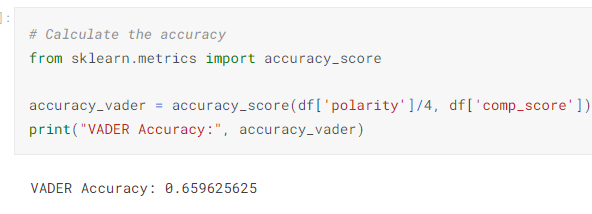 ]:
# Calculate the accuracy
from sklearn.metrics import accuracy_score
accuracy_vader = accuracy_score(df['polarity']/4, df['comp_score'])
print("VADER Accuracy:", accuracy_vader)
VADER Accuracy: 0.659625625